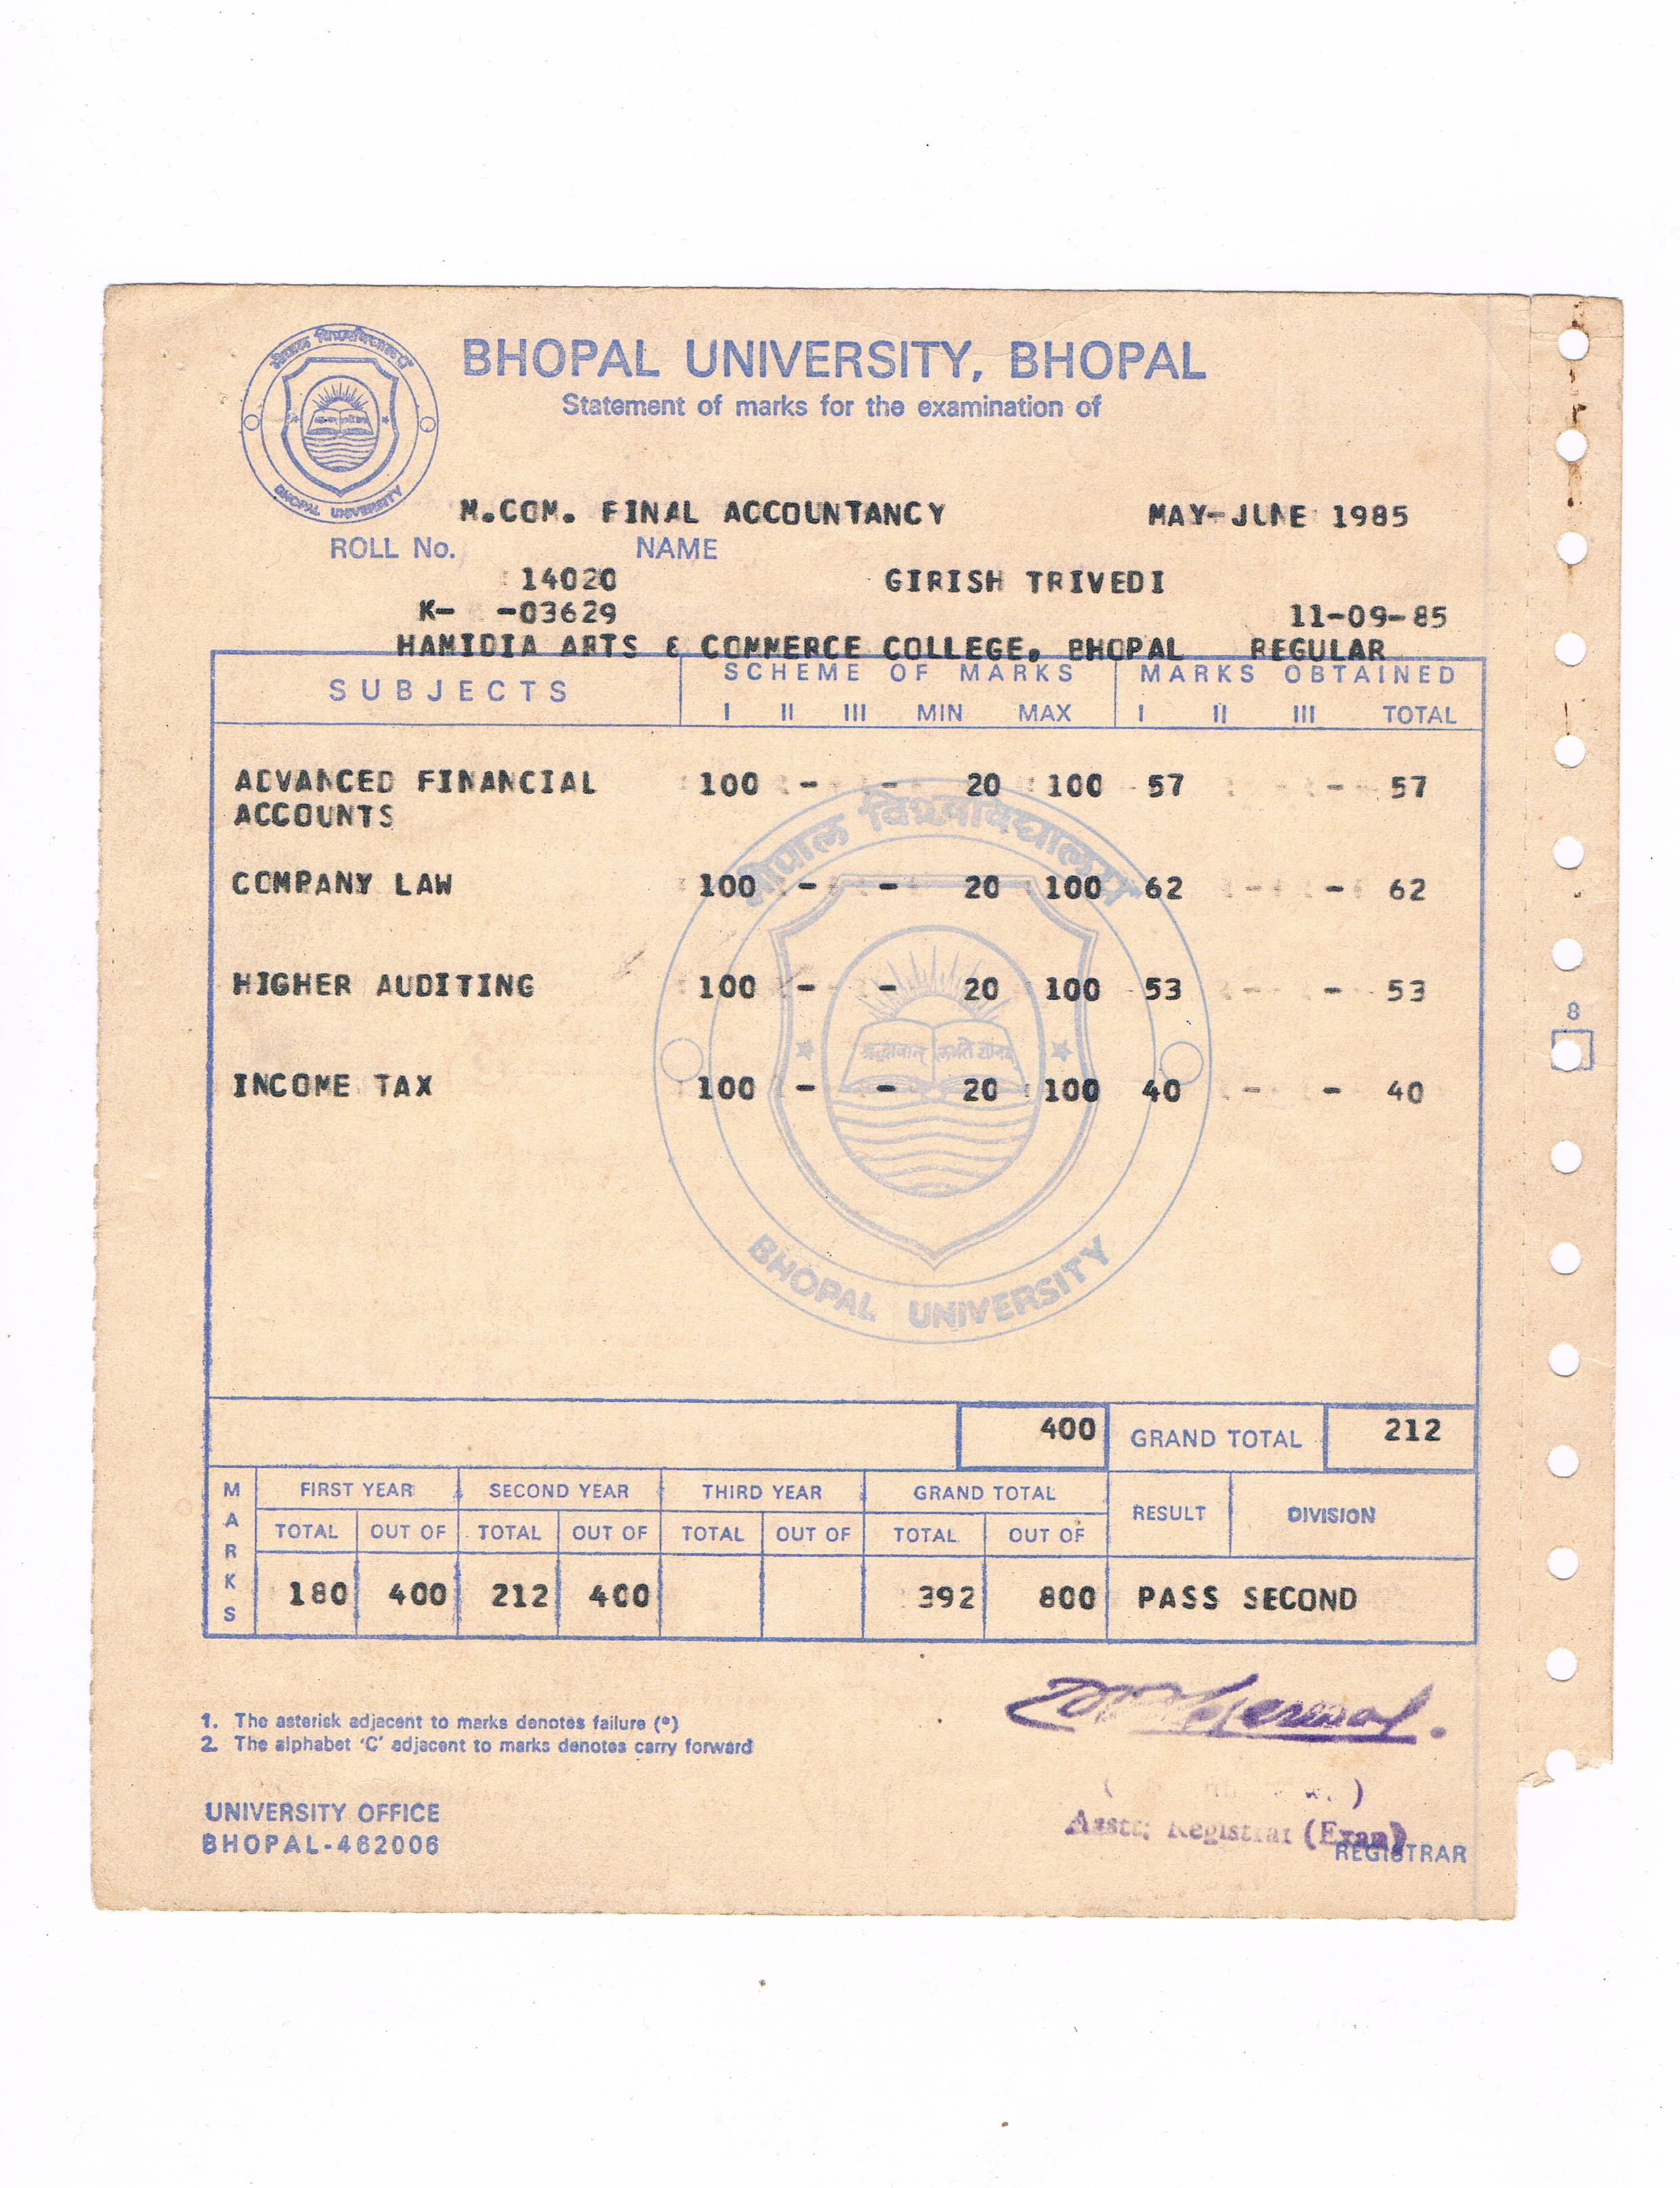 BHOPAL UNIVERSITY, BHOPAL
Statement of marks for the examination of
BHOPAL UNIVERSITY
M.COM. FINAL ACCOUNTANCY MAY-JUNE 1985
ROLL No. NAME
14020 GIRISH TRIVEDI
K- -03629 11-09-85
HAMIDIA ARTS & COMMERCE COLLEGE, BHOPAL REGULAR
SUBJECTS SCHEME OF MARKS MARKS OBTAINED
I II III MIN MAX I II III TOTAL
ADVANCED FINANCIAL 100 - - 20 100 57 - - 57
ACCOUNTS
COMPANY LAW 100 - - 20 100 62 - - 62
HIGHER AUDITING 100 - - 20 100 53 - - 53
INCOME TAX 100 - - 20 100 40 - - 40
भोपाल विश्वविद्यालय
BHOPAL UNIVERSITY
8
400 GRAND TOTAL 212
MARKS FIRST YEAR SECOND YEAR THIRD YEAR GRAND TOTAL RESULT DIVISION
TOTAL OUT OF TOTAL OUT OF TOTAL OUT OF TOTAL OUT OF
180 400 212 400 392 800 PASS SECOND
1. The asterisk adjacent to marks denotes failure (*)
2. The alphabet 'C' adjacent to marks denotes carry forward
UNIVERSITY OFFICE
BHOPAL-462006
Asstt; Registrar (Exam)
REGISTRAR